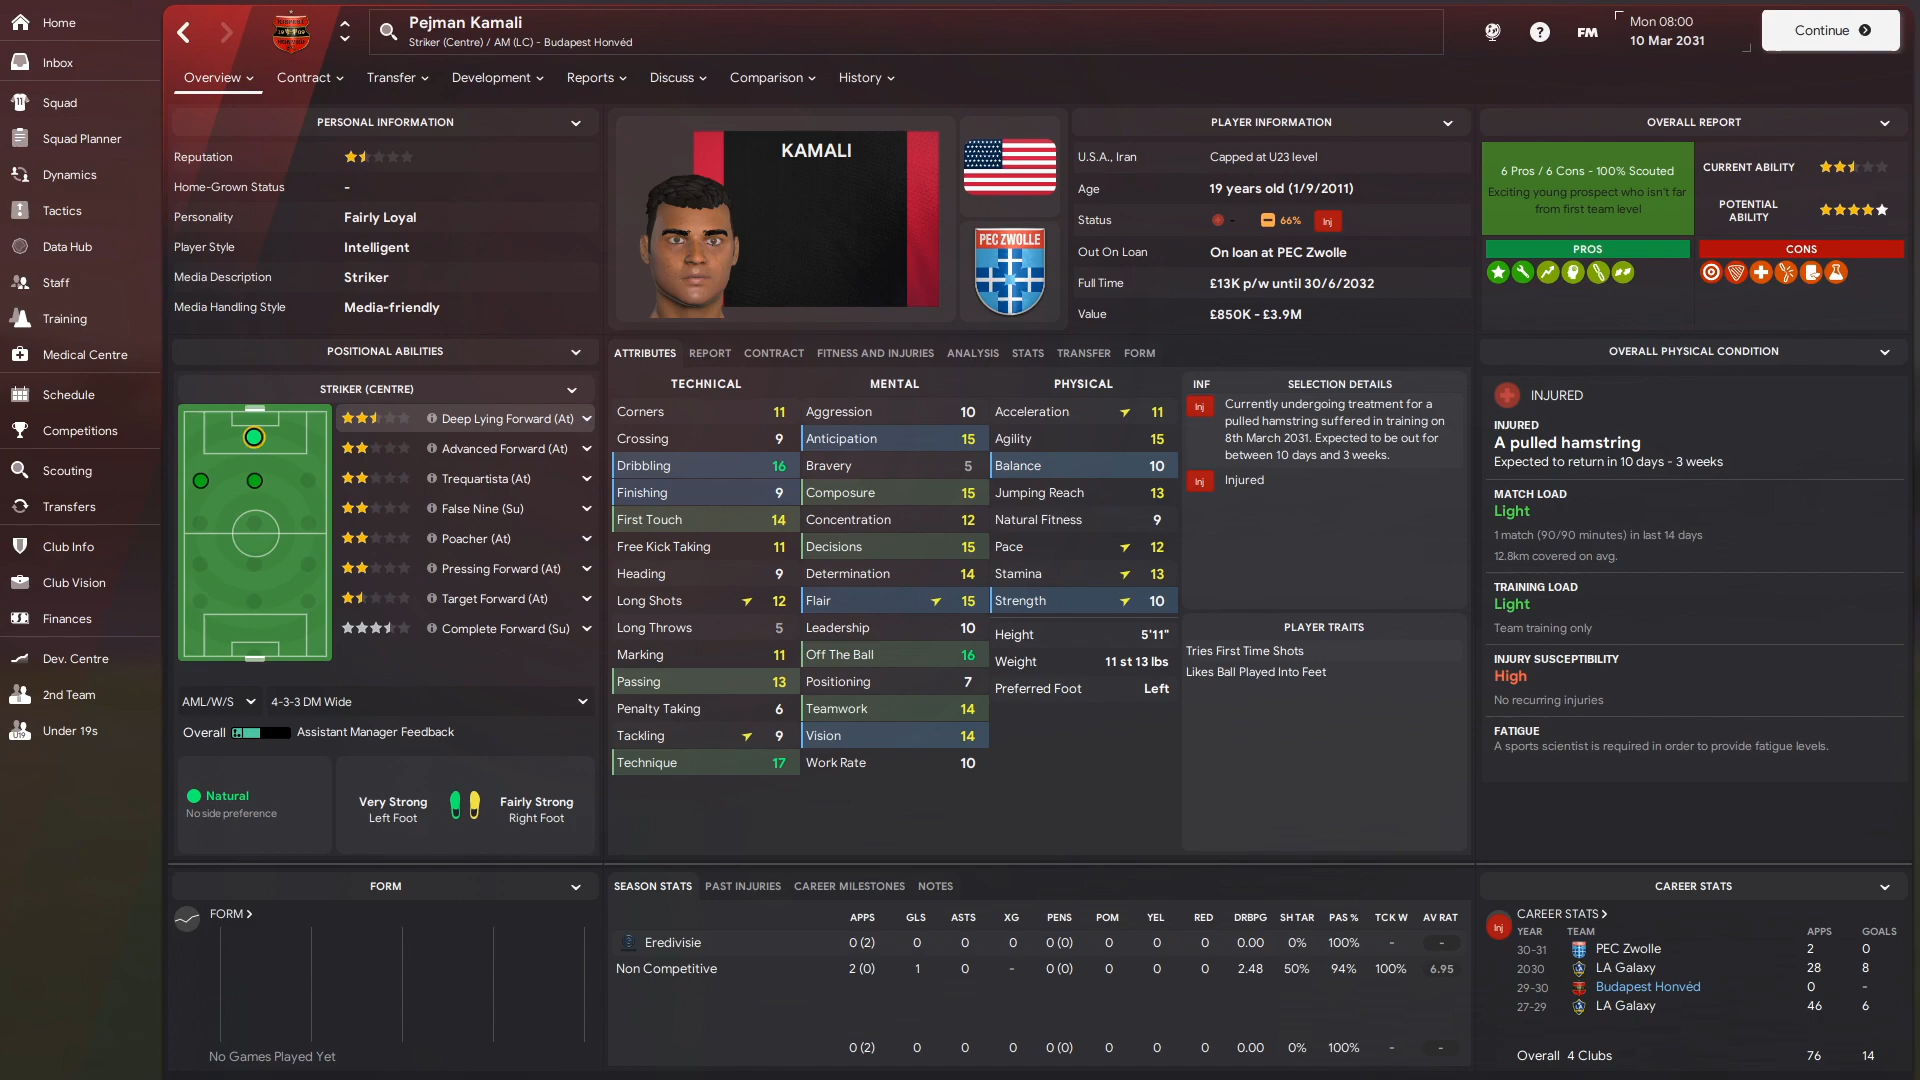 Home
Inbox
Squad
Squad Planner
Dynamics
Tactics
Data Hub
Staff
Training
Medical Centre
Schedule
Competitions
Scouting
Transfers
Club Info
Club Vision
Finances
Dev. Centre
2nd Team
Under 19s
Pejman Kamali
Striker (Centre) / AM (LC) - Budapest Honvéd
FM
Mon 08:00
10 Mar 2031
Continue
Overview
Contract
Transfer
Development
Reports
Discuss
Comparison
History
PERSONAL INFORMATION
Reputation
Home-Grown Status -
Personality Fairly Loyal
Player Style Intelligent
Media Description Striker
Media Handling Style Media-friendly
KAMALI
PEC ZWOLLE
PLAYER INFORMATION
U.S.A., Iran Capped at U23 level
Age 19 years old (1/9/2011)
Status - 66% Inj
Out On Loan On loan at PEC Zwolle
Full Time £13K p/w until 30/6/2032
Value £850K - £3.9M
OVERALL REPORT
6 Pros / 6 Cons - 100% Scouted
Exciting young prospect who isn't far from first team level
CURRENT ABILITY
POTENTIAL ABILITY
PROS
CONS
POSITIONAL ABILITIES
STRIKER (CENTRE)
Deep Lying Forward (At)
Advanced Forward (At)
Trequartista (At)
False Nine (Su)
Poacher (At)
Pressing Forward (At)
Target Forward (At)
Complete Forward (Su)
AML/W/S
4-3-3 DM Wide
Overall
Assistant Manager Feedback
Natural
No side preference
Very Strong
Left Foot
Fairly Strong
Right Foot
ATTRIBUTES
REPORT
CONTRACT
FITNESS AND INJURIES
ANALYSIS
STATS
TRANSFER
FORM
TECHNICAL
Corners 11
Crossing 9
Dribbling 16
Finishing 9
First Touch 14
Free Kick Taking 11
Heading 9
Long Shots 12
Long Throws 5
Marking 11
Passing 13
Penalty Taking 6
Tackling 9
Technique 17
MENTAL
Aggression 10
Anticipation 15
Bravery 5
Composure 15
Concentration 12
Decisions 15
Determination 14
Flair 15
Leadership 10
Off The Ball 16
Positioning 7
Teamwork 14
Vision 14
Work Rate 10
PHYSICAL
Acceleration 11
Agility 15
Balance 10
Jumping Reach 13
Natural Fitness 9
Pace 12
Stamina 13
Strength 10
Height 5'11"
Weight 11 st 13 lbs
Preferred Foot Left
INF SELECTION DETAILS
Inj Currently undergoing treatment for a
pulled hamstring suffered in training on
8th March 2031. Expected to be out for
between 10 days and 3 weeks.
Inj Injured
PLAYER TRAITS
Tries First Time Shots
Likes Ball Played Into Feet
OVERALL PHYSICAL CONDITION
INJURED
INJURED
A pulled hamstring
Expected to return in 10 days - 3 weeks
MATCH LOAD
Light
1 match (90/90 minutes) in last 14 days
12.8km covered on avg.
TRAINING LOAD
Light
Team training only
INJURY SUSCEPTIBILITY
High
No recurring injuries
FATIGUE
A sports scientist is required in order to provide fatigue levels.
FORM
FORM
No Games Played Yet
SEASON STATS
PAST INJURIES
CAREER MILESTONES
NOTES
APPS GLS ASTS XG PENS POM YEL RED DRBPG SH TAR PAS % TCK W AV RAT
Eredivisie 0 (2) 0 0 0 0 (0) 0 0 0 0.00 0% 100% - -
Non Competitive 2 (0) 1 0 - 0 (0) 0 0 0 2.48 50% 94% 100% 6.95
0 (2) 0 0 0 0 (0) 0 0 0 0.00 0% 100% - -
CAREER STATS
Inj
CAREER STATS
YEAR TEAM APPS GOALS
30-31 PEC Zwolle 2 0
2030 LA Galaxy 28 8
29-30 Budapest Honvéd 0 -
27-29 LA Galaxy 46 6
Overall 4 Clubs 76 14